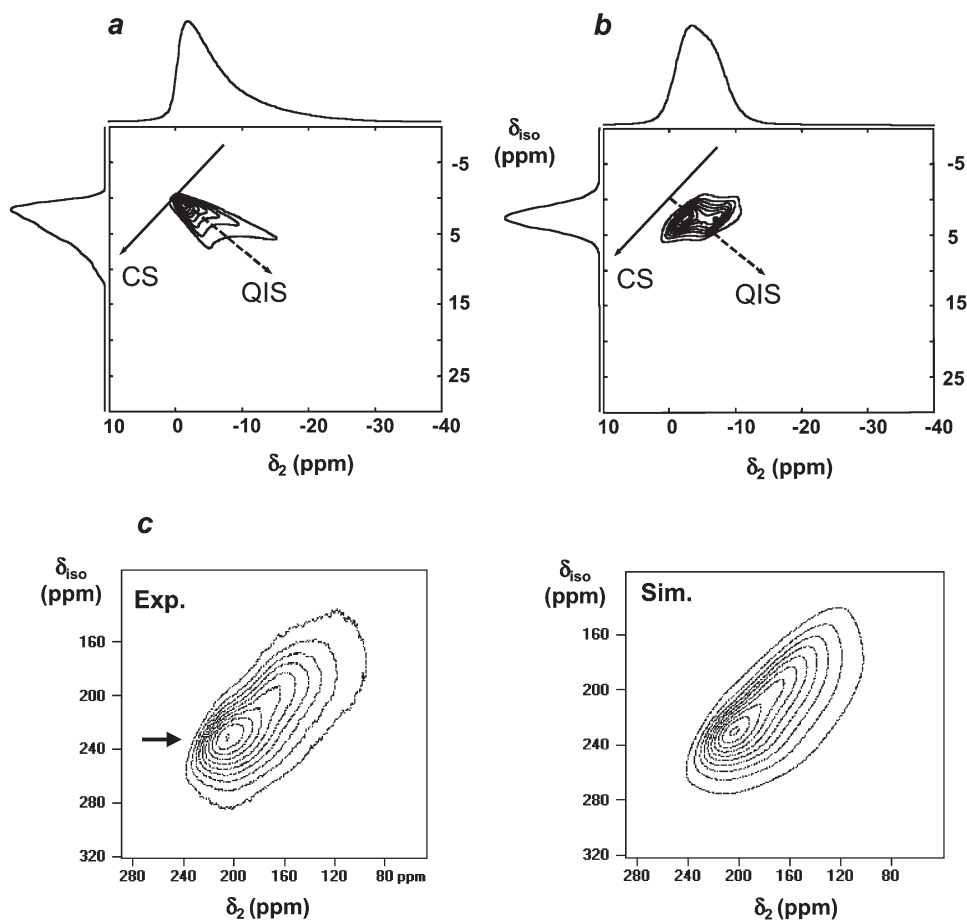 a
b
-5
5
15
25
CS
QIS
10 0 -10 -20 -30 -40
δ2 (ppm)
δiso
(ppm)
-5
5
15
25
CS
QIS
10 0 -10 -20 -30 -40
δ2 (ppm)
c
δiso
(ppm)
Exp.
160
200
240
280
320
280 240 200 160 120 80 ppm
δ2 (ppm)
δiso
(ppm)
Sim.
160
200
240
280
320
280 240 200 160 120 80
δ2 (ppm)